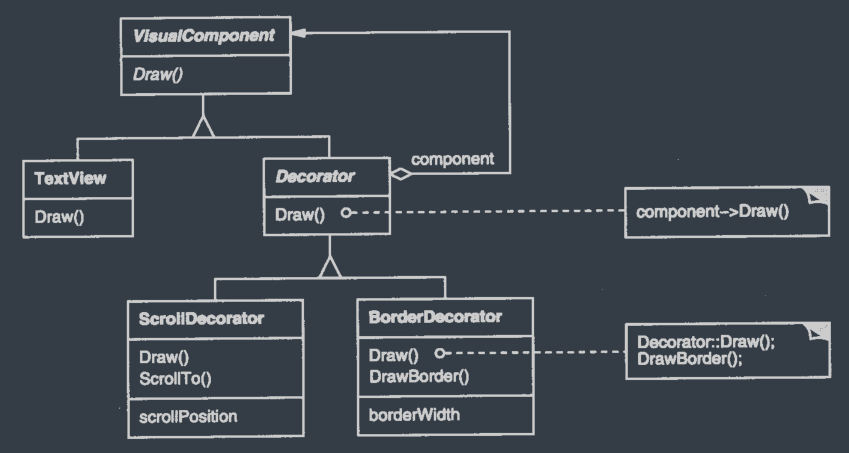 VisualComponent
Draw()
component
TextView
Draw()
Decorator
Draw()
component->Draw()
ScrollDecorator
Draw()
ScrollTo()
scrollPosition
BorderDecorator
Draw()
DrawBorder()
borderWidth
Decorator::Draw();
DrawBorder();